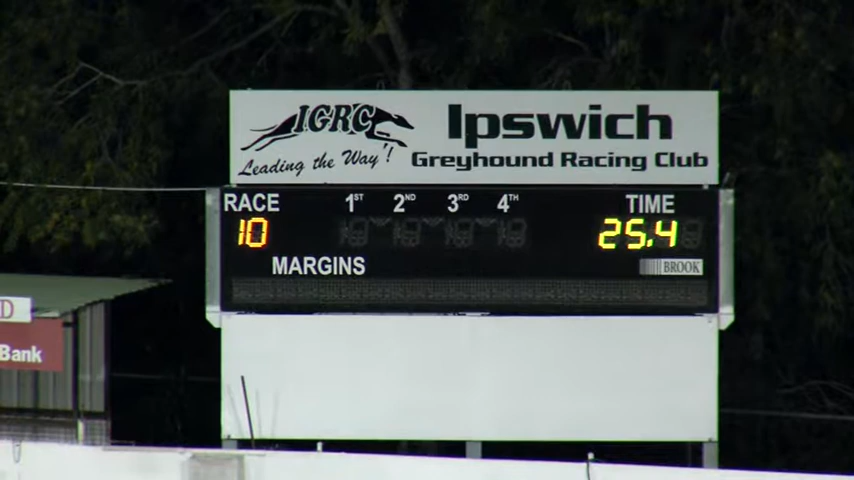 IGRC
Leading the Way'!
Ipswich
Greyhound Racing Club
RACE 1ST 2ND 3RD 4TH TIME
10 25.4
MARGINS
BROOK
D
Bank